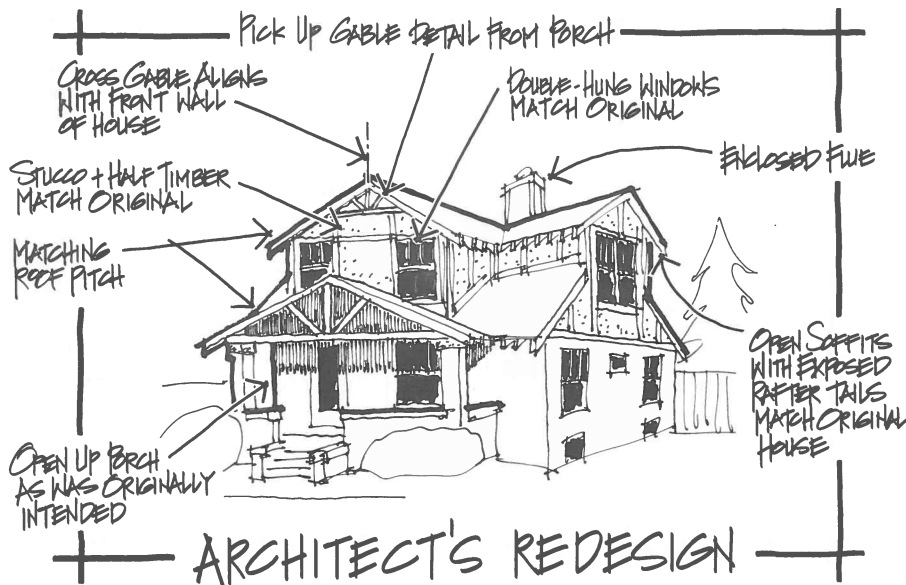 PICK UP GABLE DETAIL FROM PORCH
CROSS GABLE ALIGNS
WITH FRONT WALL
OF HOUSE
DOUBLE-HUNG WINDOWS
MATCH ORIGINAL
ENCLOSED FLUE
STUCCO + HALF TIMBER
MATCH ORIGINAL
MATCHING
ROOF PITCH
OPEN SOFFITS
WITH EXPOSED
RAFTER TAILS
MATCH ORIGINAL
HOUSE
OPEN UP PORCH
AS WAS ORIGINALLY
INTENDED
ARCHITECT'S REDESIGN